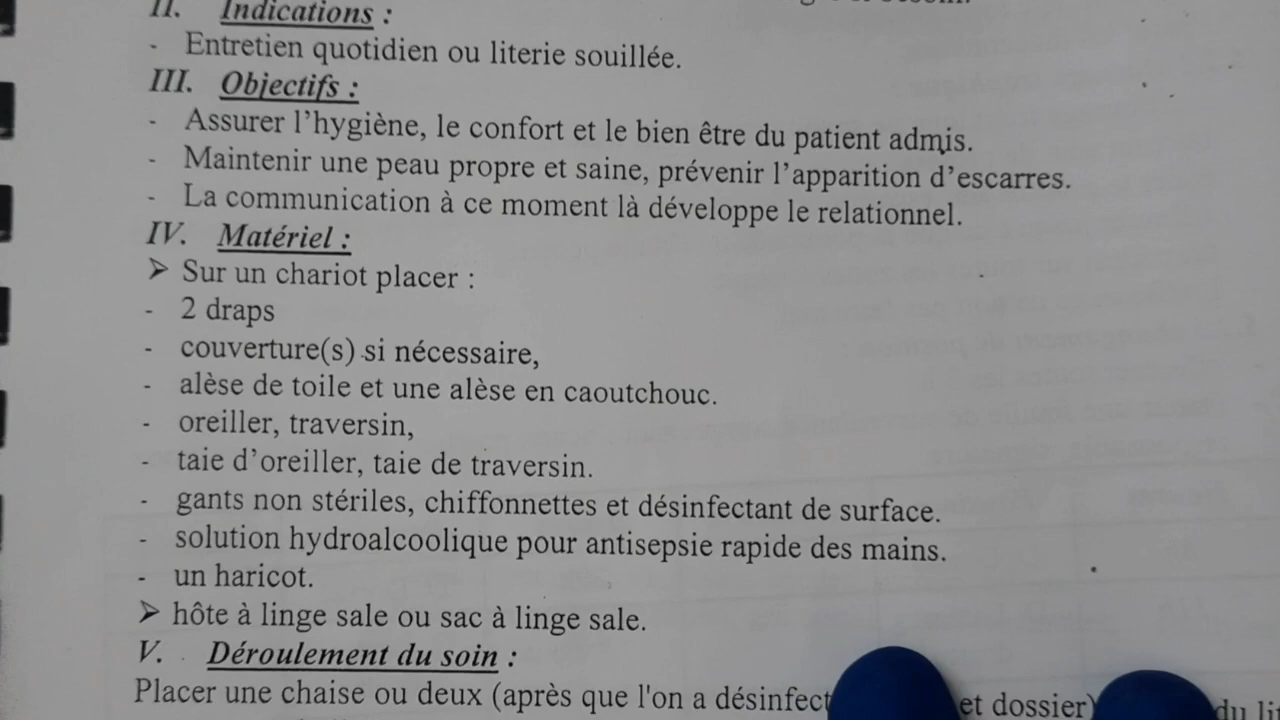 II. Indications :
- Entretien quotidien ou literie souillée.
III. Objectifs :
- Assurer l'hygiène, le confort et le bien être du patient admis.
- Maintenir une peau propre et saine, prévenir l'apparition d'escarres.
- La communication à ce moment là développe le relationnel.
IV. Matériel :
➤ Sur un chariot placer :
- 2 draps
- couverture(s) si nécessaire,
- alèse de toile et une alèse en caoutchouc.
- oreiller, traversin,
- taie d'oreiller, taie de traversin.
- gants non stériles, chiffonnettes et désinfectant de surface.
- solution hydroalcoolique pour antisepsie rapide des mains.
- un haricot.
➤ hôte à linge sale ou sac à linge sale.
V. Déroulement du soin :
Placer une chaise ou deux (après que l'on a et dossier) du